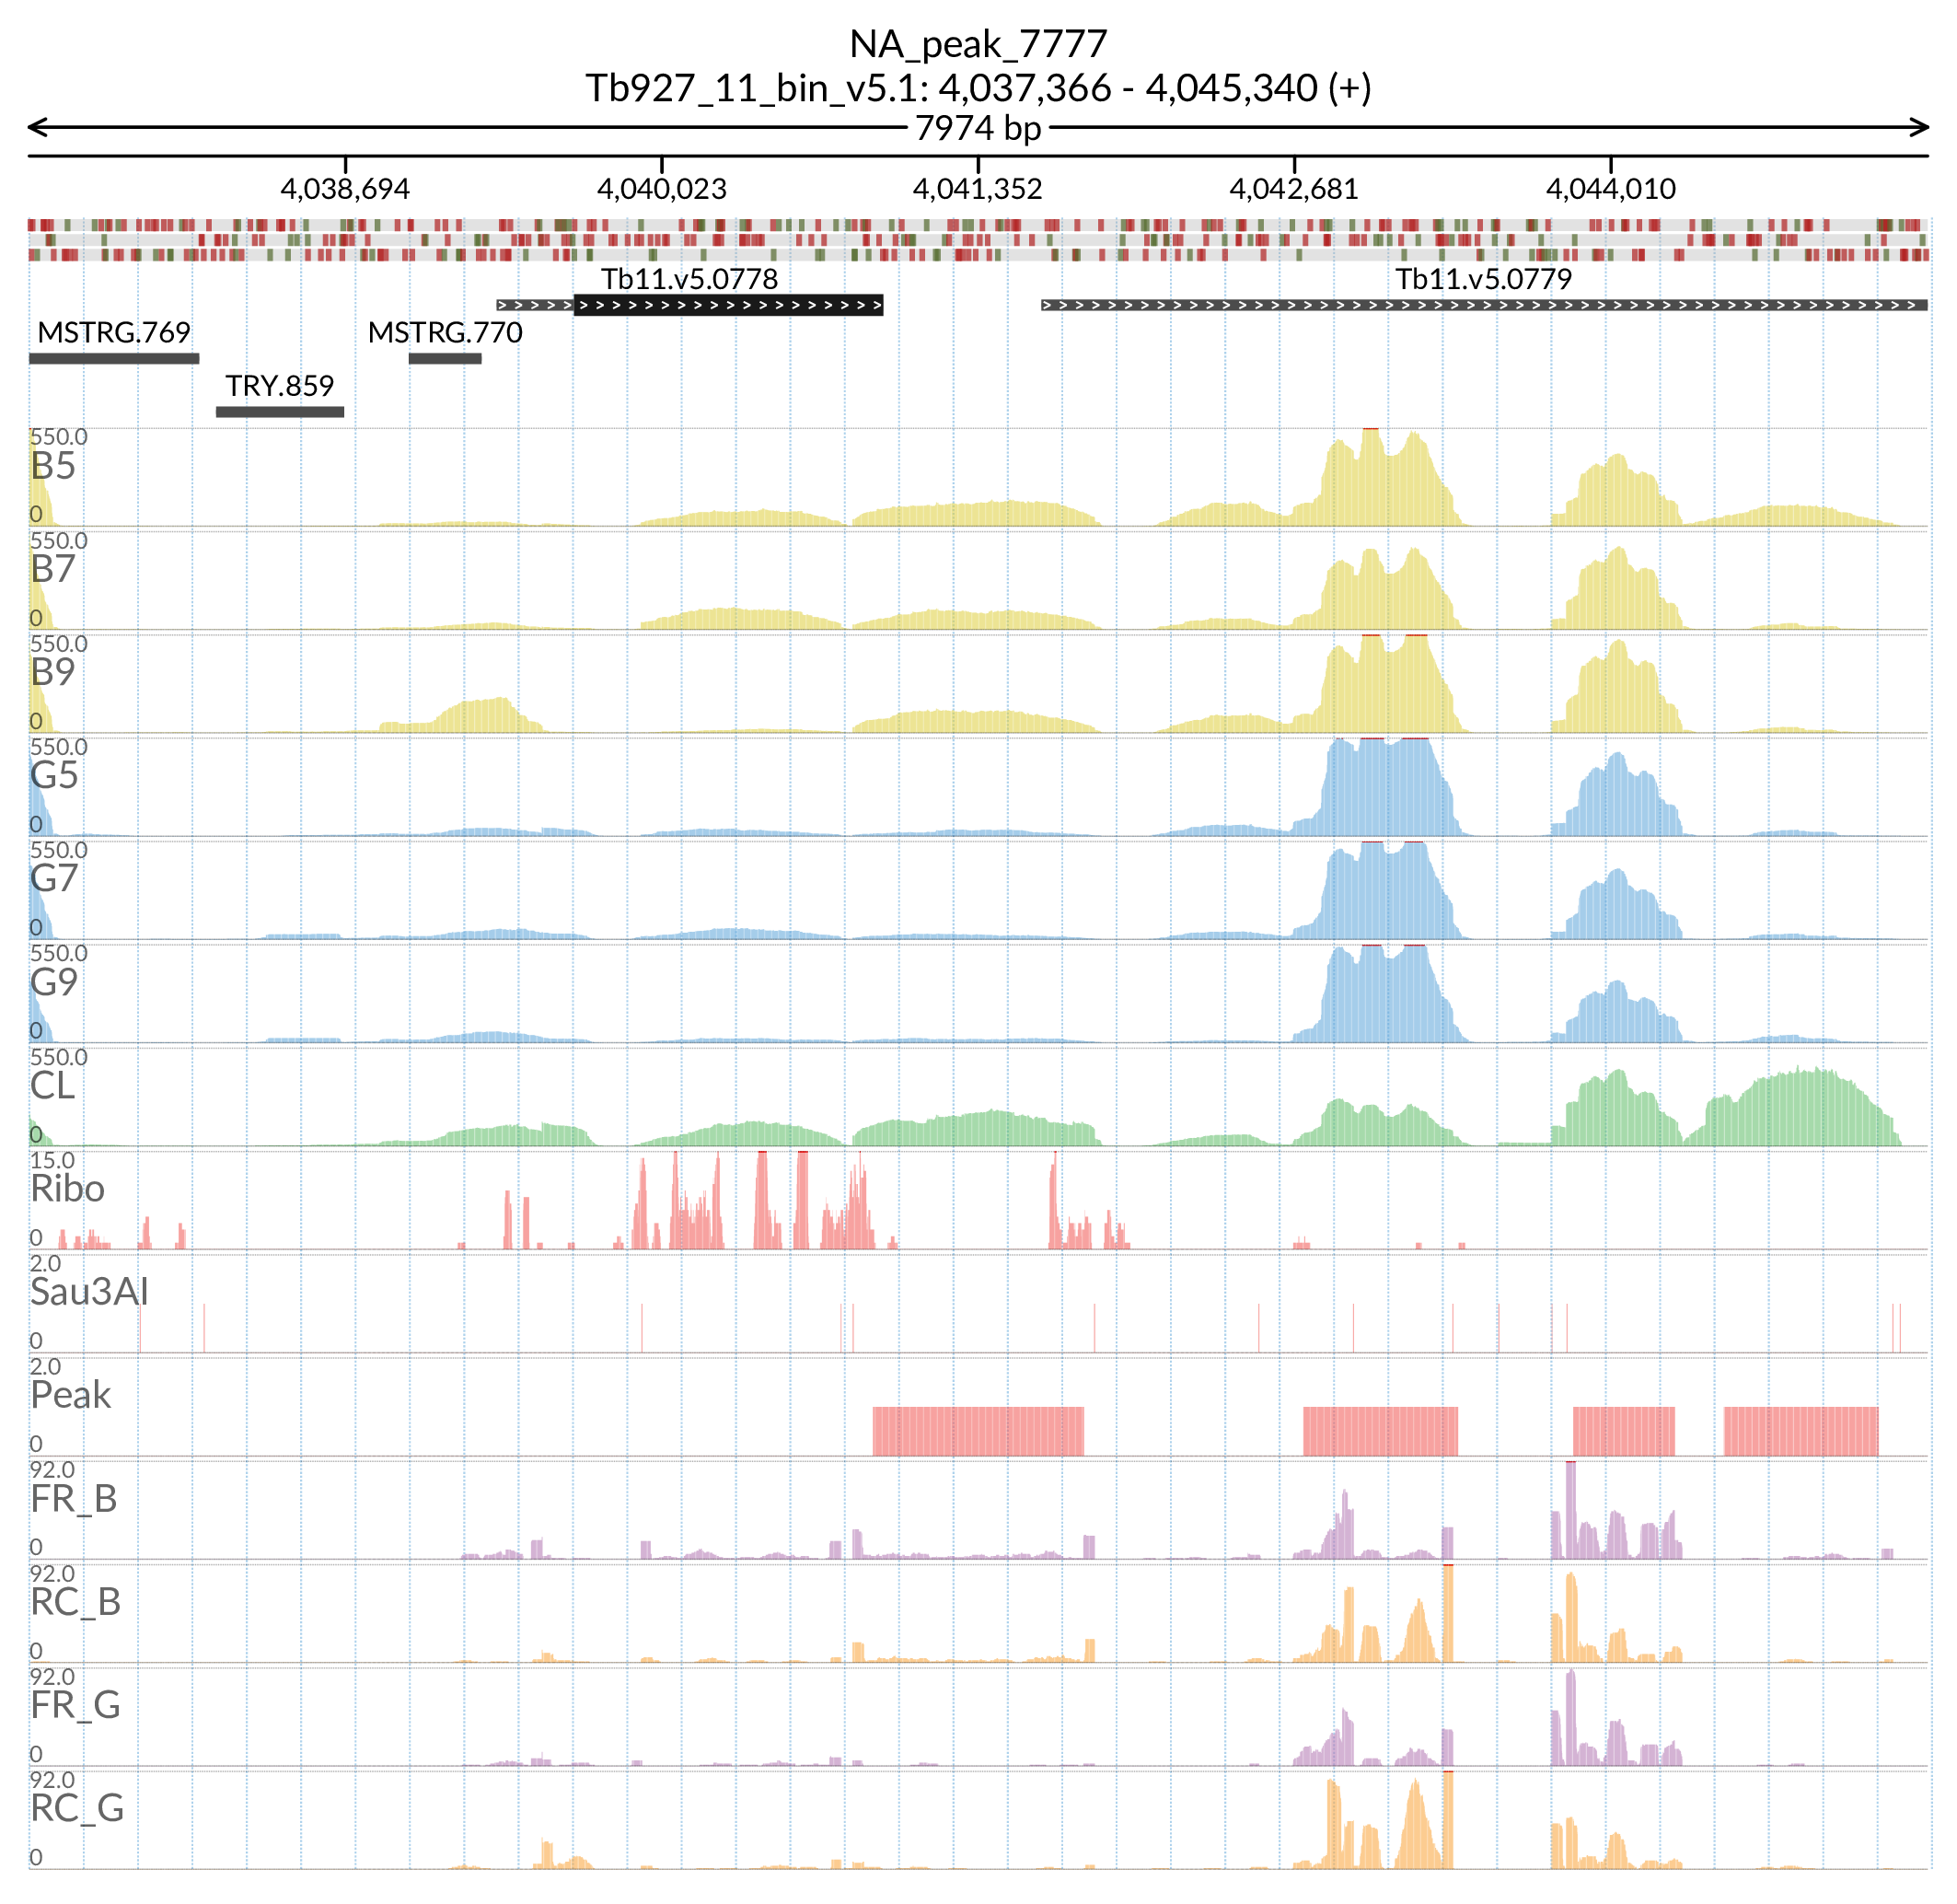 NA_peak_7777
Tb927_11_bin_v5.1: 4,037,366 - 4,045,340 (+)
7974 bp
4,038,694 4,040,023 4,041,352 4,042,681 4,044,010
Tb11.v5.0778 Tb11.v5.0779
MSTRG.769 MSTRG.770
TRY.859
550.0
B5
0
550.0
B7
0
550.0
B9
0
550.0
G5
0
550.0
G7
0
550.0
G9
0
550.0
CL
0
15.0
Ribo
0
2.0
Sau3AI
0
2.0
Peak
0
92.0
FR_B
0
92.0
RC_B
0
92.0
FR_G
0
92.0
RC_G
0